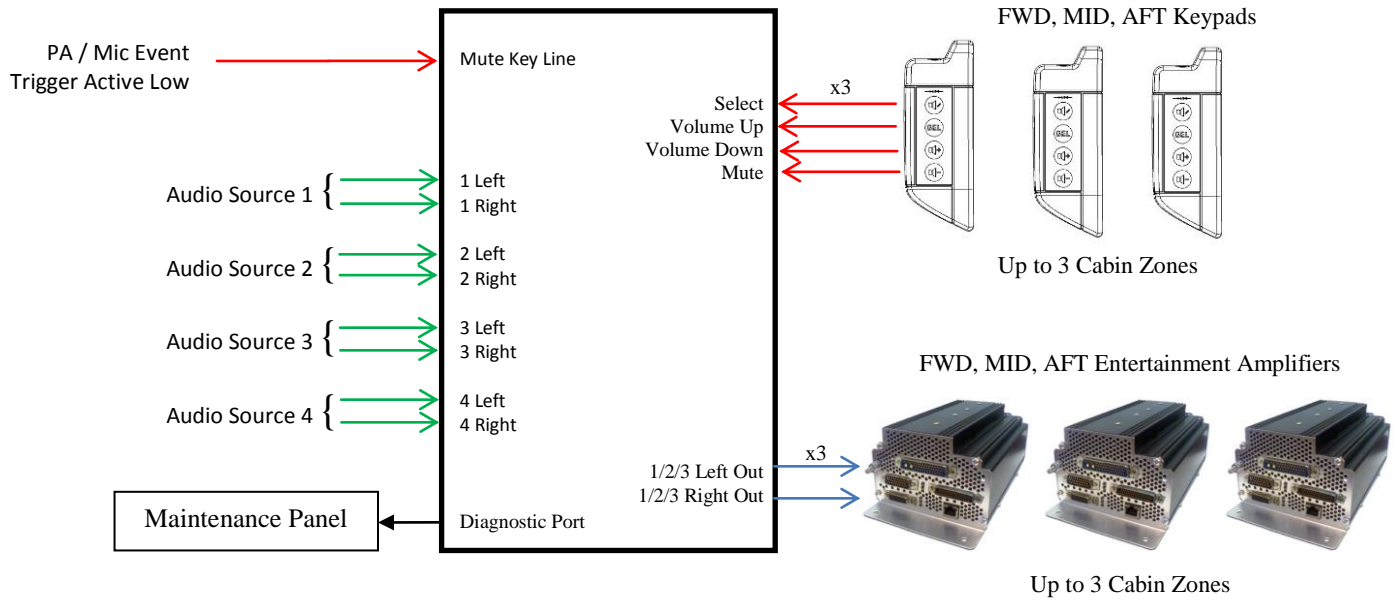 FWD, MID, AFT Keypads
PA / Mic Event
Trigger Active Low
Mute Key Line
x3
Select
Volume Up
Volume Down
Mute
SEL
SEL
SEL
Up to 3 Cabin Zones
Audio Source 1 {
1 Left
1 Right
Audio Source 2 {
2 Left
2 Right
Audio Source 3 {
3 Left
3 Right
Audio Source 4 {
4 Left
4 Right
FWD, MID, AFT Entertainment Amplifiers
x3
1/2/3 Left Out
1/2/3 Right Out
Maintenance Panel
Diagnostic Port
Up to 3 Cabin Zones